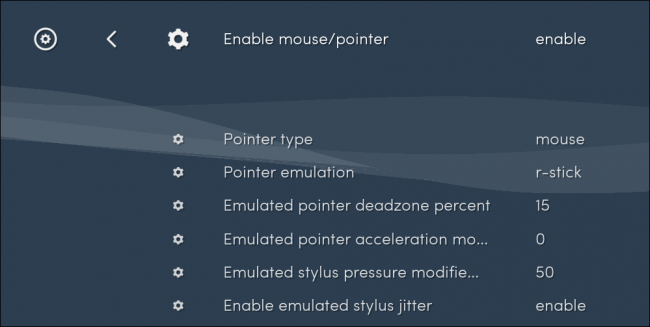 Enable mouse/pointer enable
Pointer type mouse
Pointer emulation r-stick
Emulated pointer deadzone percent 15
Emulated pointer acceleration mo... 0
Emulated stylus pressure modifie... 50
Enable emulated stylus jitter enable